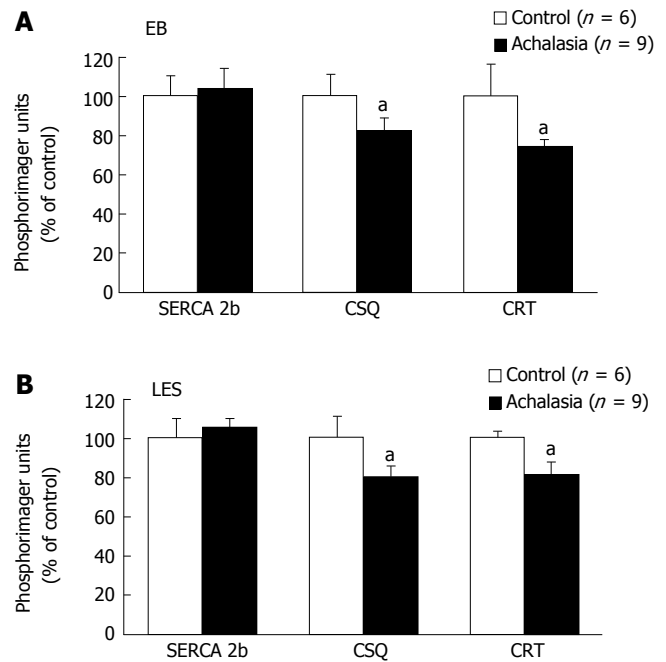 A
EB
Control (n = 6)
Achalasia (n = 9)
Phosphorimager units
(% of control)
120
100
80
60
40
20
0
a
a
SERCA 2b CSQ CRT
B
LES
Control (n = 6)
Achalasia (n = 9)
Phosphorimager units
(% of control)
120
100
80
60
40
20
0
a
a
SERCA 2b CSQ CRT